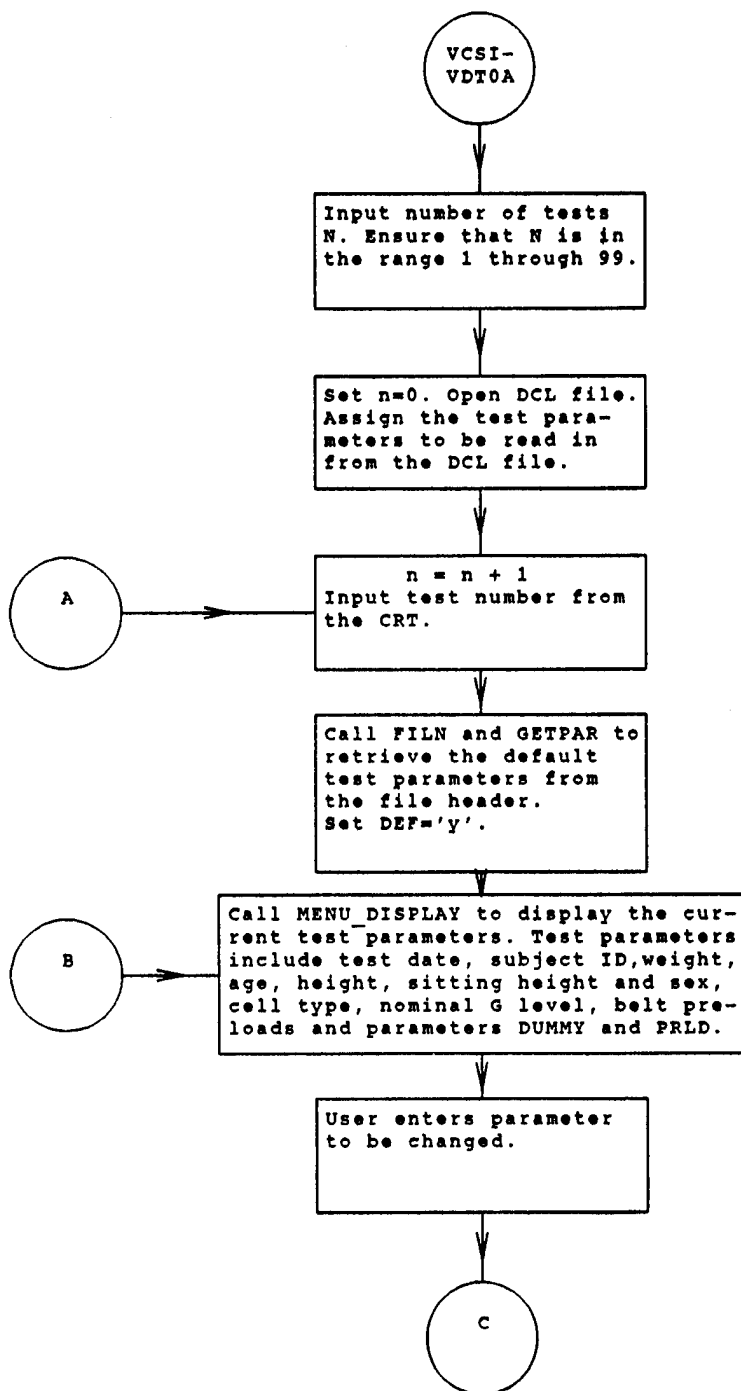 VCSI-
VDT0A
Input number of tests
N. Ensure that N is in
the range 1 through 99.
Set n=0. Open DCL file.
Assign the test para-
meters to be read in
from the DCL file.
A
n = n + 1
Input test number from
the CRT.
Call FILN and GETPAR to
retrieve the default
test parameters from
the file header.
Set DEF='y'.
B
Call MENU_DISPLAY to display the cur-
rent test parameters. Test parameters
include test date, subject ID,weight,
age, height, sitting height and sex,
cell type, nominal G level, belt pre-
loads and parameters DUMMY and PRLD.
User enters parameter
to be changed.
C